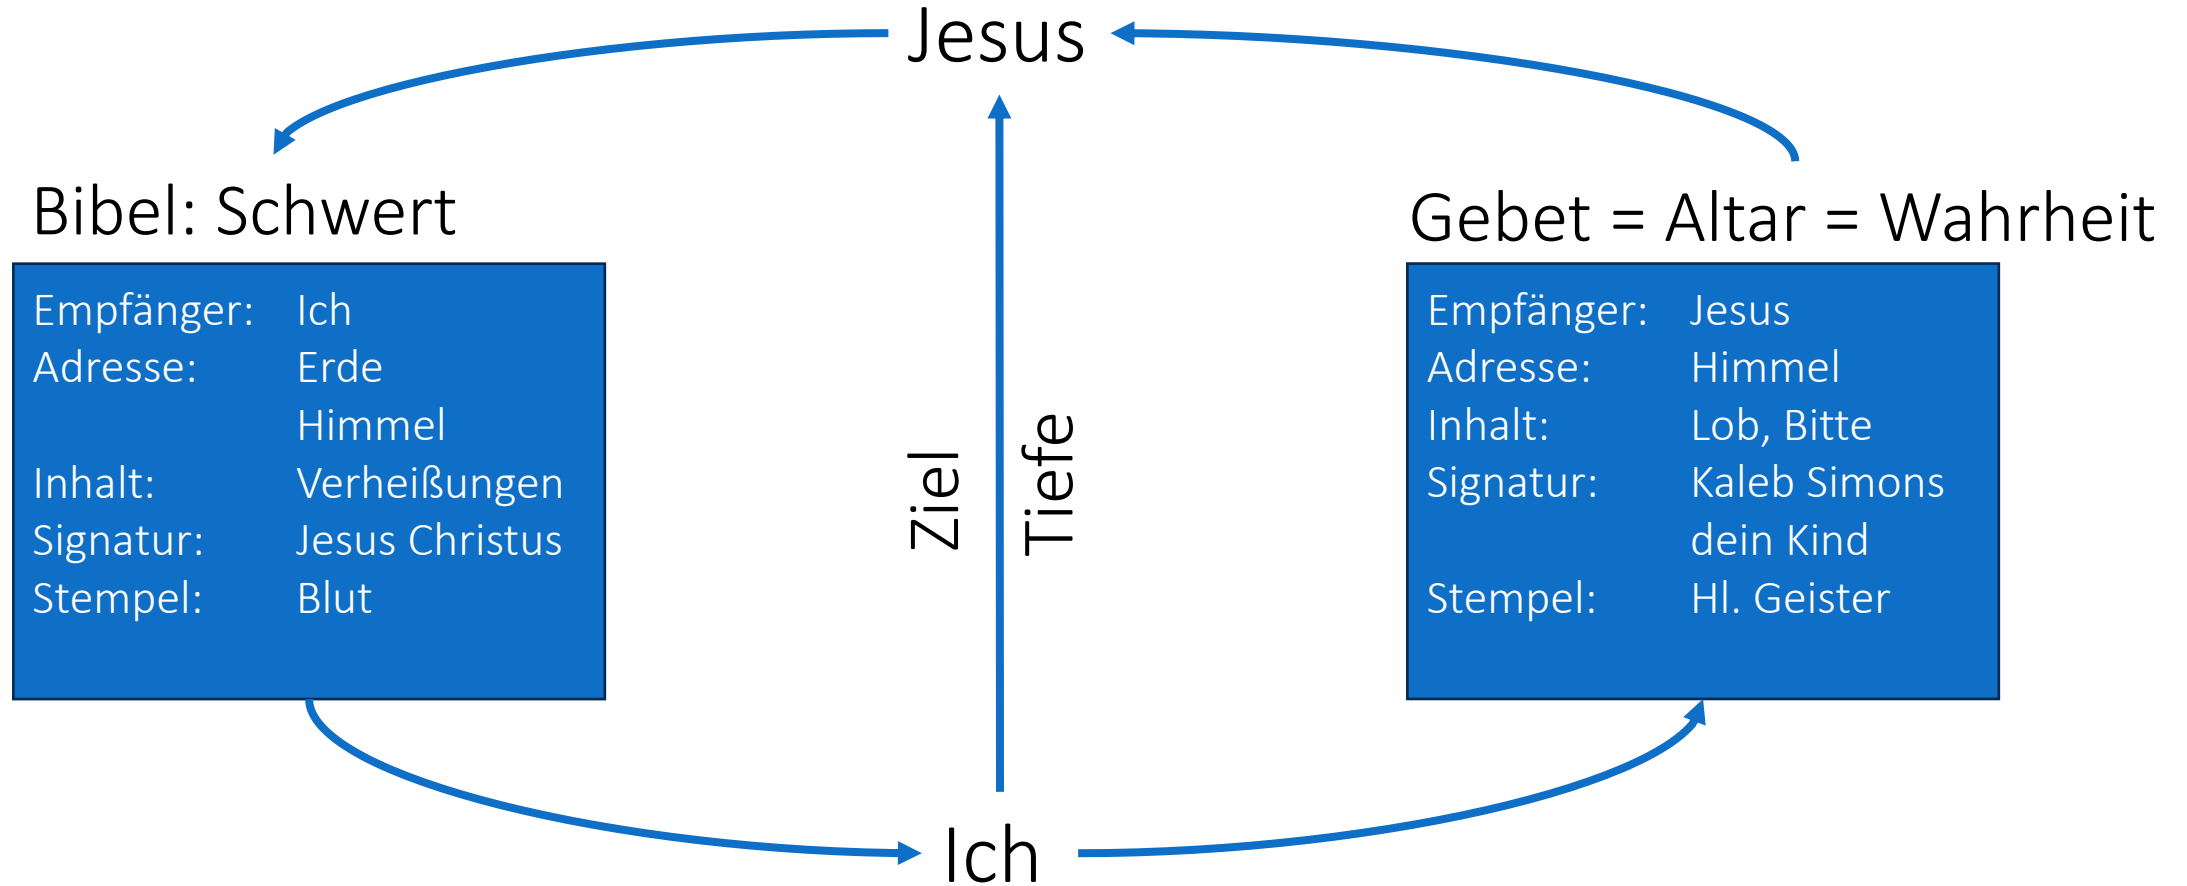 Jesus
Bibel: Schwert
Empfänger: Ich
Adresse: Erde
Himmel
Inhalt: Verheißungen
Signatur: Jesus Christus
Stempel: Blut
Ziel
Tiefe
Gebet = Altar = Wahrheit
Empfänger: Jesus
Adresse: Himmel
Inhalt: Lob, Bitte
Signatur: Kaleb Simons
dein Kind
Stempel: Hl. Geister
Ich